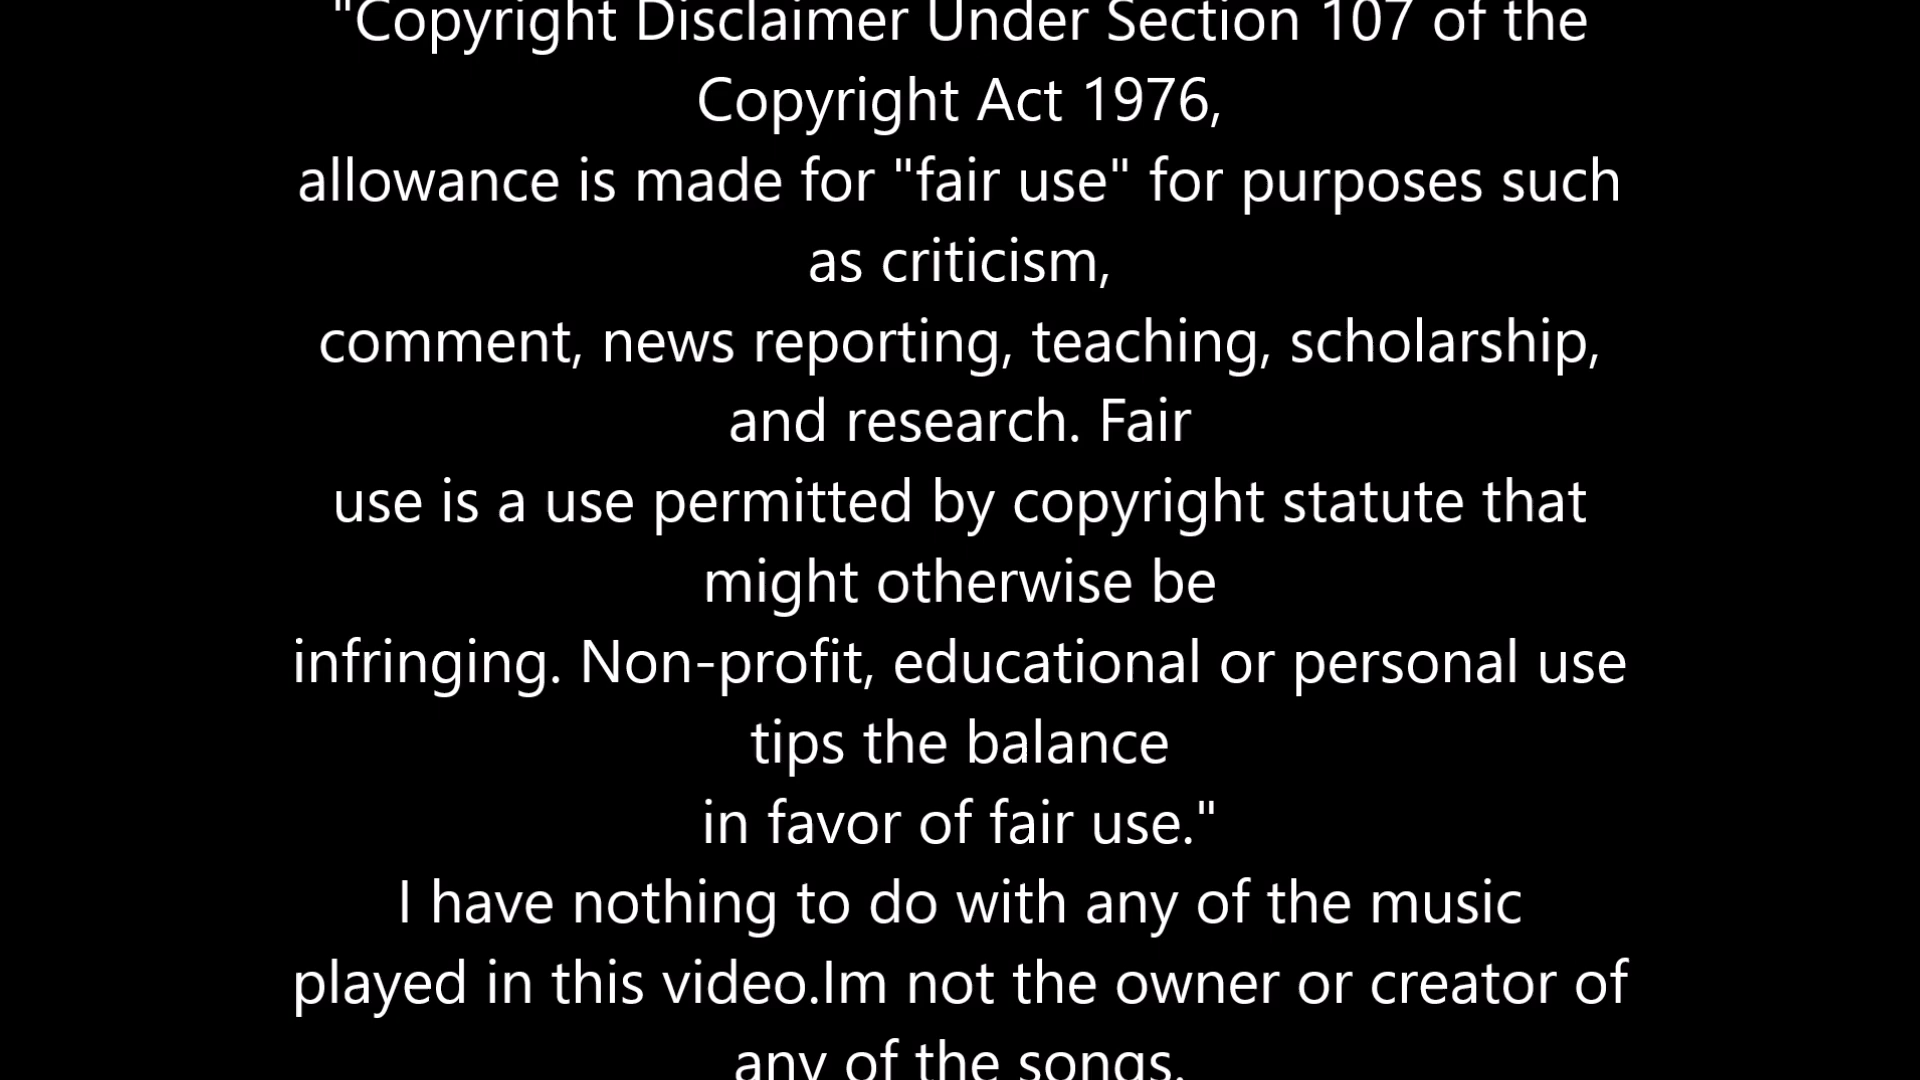 "Copyright Disclaimer Under Section 107 of the
Copyright Act 1976,
allowance is made for "fair use" for purposes such
as criticism,
comment, news reporting, teaching, scholarship,
and research. Fair
use is a use permitted by copyright statute that
might otherwise be
infringing. Non-profit, educational or personal use
tips the balance
in favor of fair use."
I have nothing to do with any of the music
played in this video.Im not the owner or creator of
any of the songs.